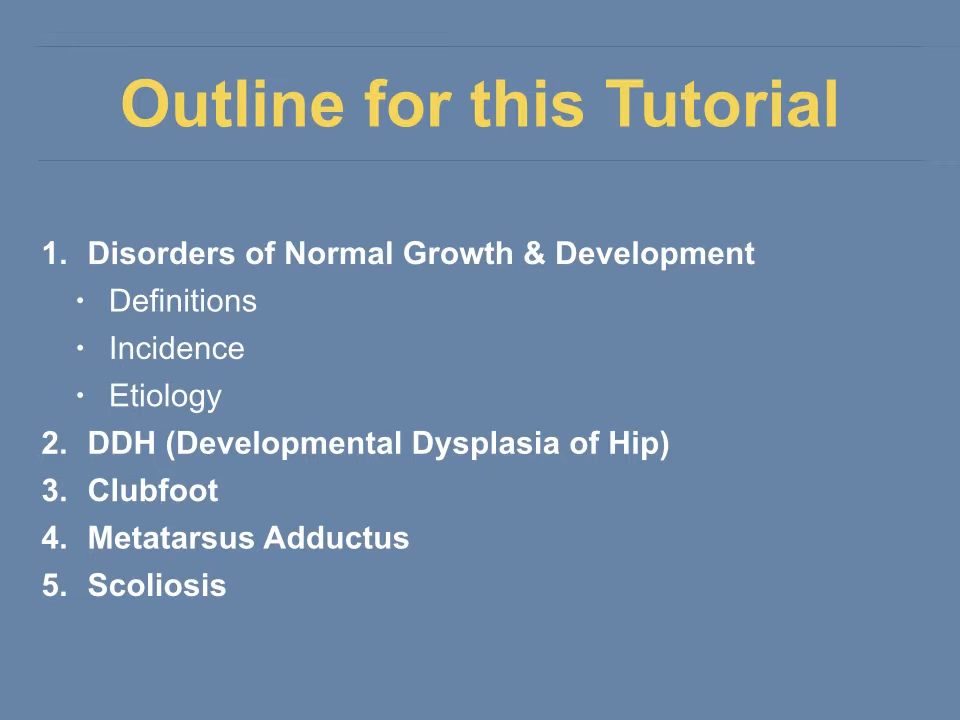 Outline for this Tutorial
1. Disorders of Normal Growth & Development
• Definitions
• Incidence
• Etiology
2. DDH (Developmental Dysplasia of Hip)
3. Clubfoot
4. Metatarsus Adductus
5. Scoliosis